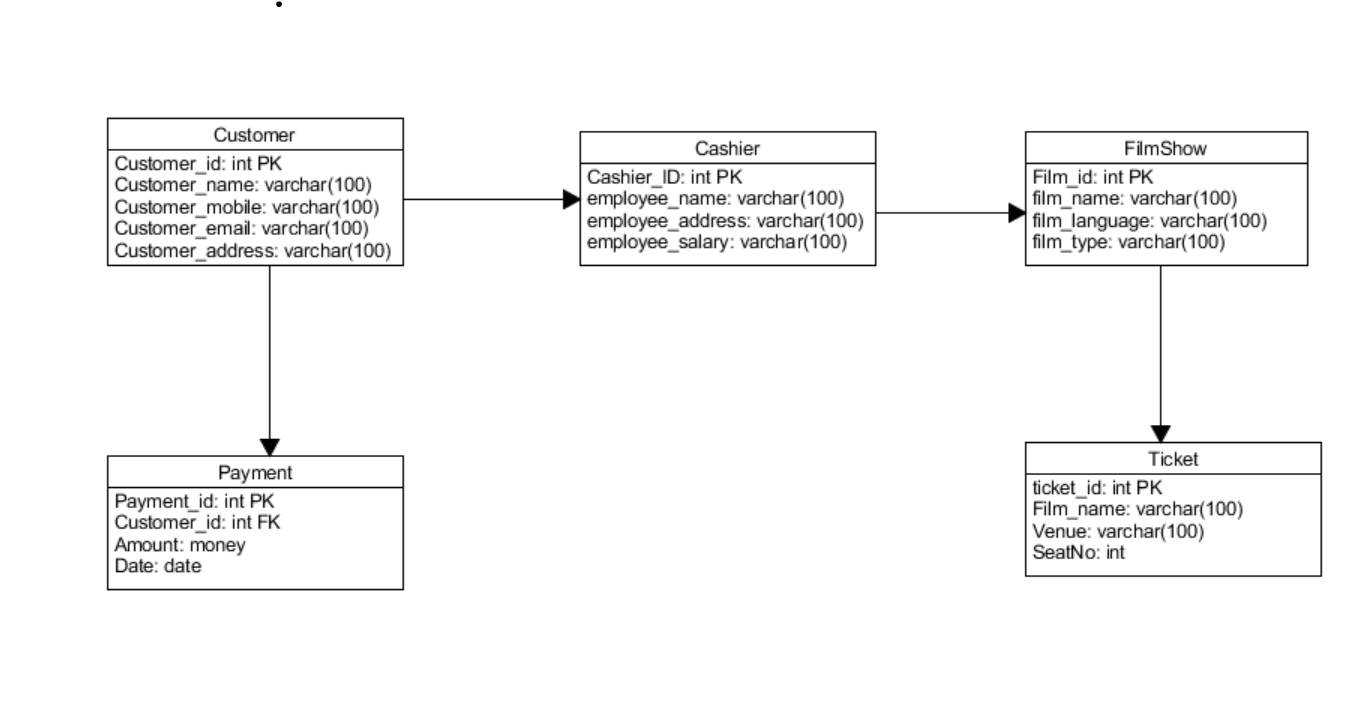 Customer
Customer_id: int PK
Customer_name: varchar(100)
Customer_mobile: varchar(100)
Customer_email: varchar(100)
Customer_address: varchar(100)
Cashier
Cashier_ID: int PK
employee_name: varchar(100)
employee_address: varchar(100)
employee_salary: varchar(100)
FilmShow
Film_id: int PK
film_name: varchar(100)
film_language: varchar(100)
film_type: varchar(100)
Payment
Payment_id: int PK
Customer_id: int FK
Amount: money
Date: date
Ticket
ticket_id: int PK
Film_name: varchar(100)
Venue: varchar(100)
SeatNo: int